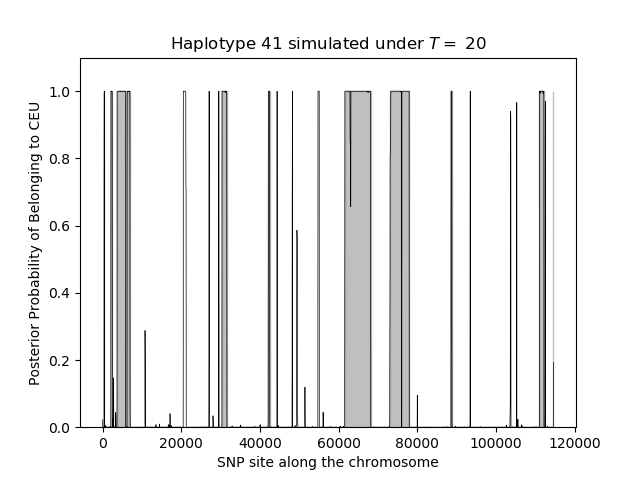 Haplotype 41 simulated under T = 20
Posterior Probability of Belonging to CEU
1.0
0.8
0.6
0.4
0.2
0.0
0 20000 40000 60000 80000 100000 120000
SNP site along the chromosome